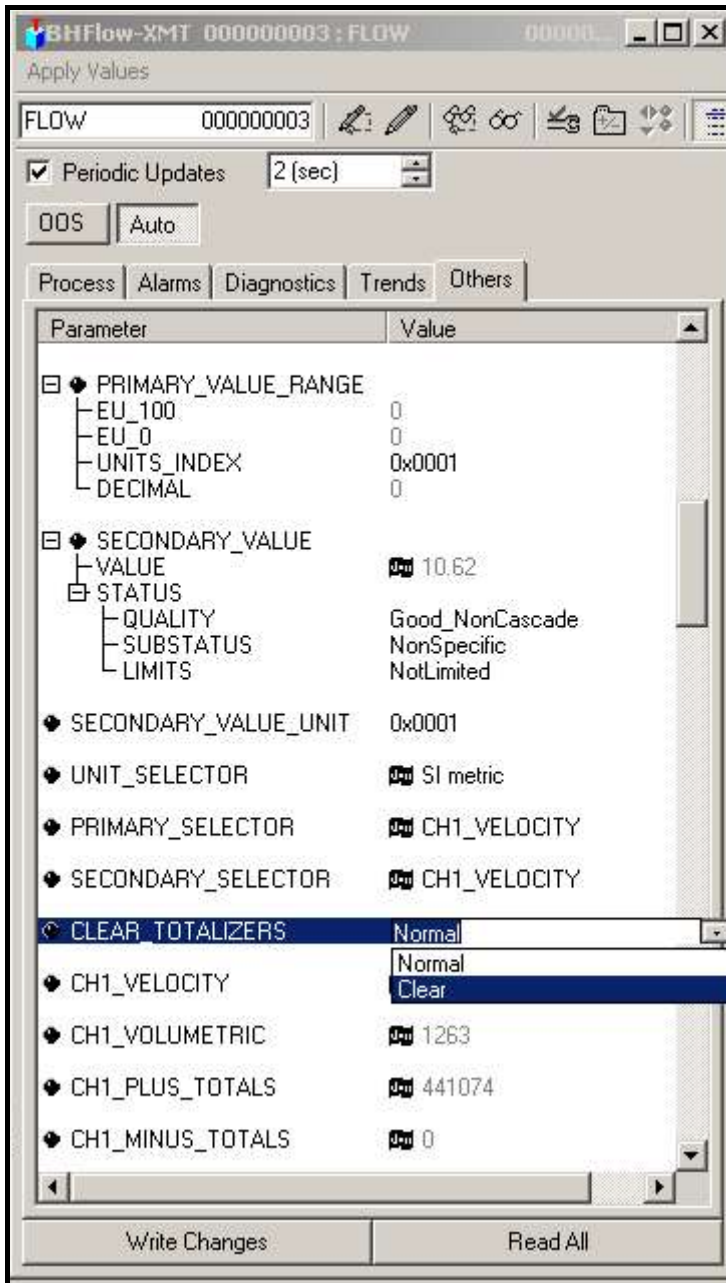 BHFlow-XMT 000000003 : FLOW 00000...
Apply Values
FLOW 000000003
Periodic Updates 2 (sec)
OOS Auto
Process Alarms Diagnostics Trends Others
Parameter Value
PRIMARY_VALUE_RANGE
EU_100 0
EU_0 0
UNITS_INDEX 0x0001
DECIMAL 0
SECONDARY_VALUE
VALUE 10.62
STATUS
QUALITY Good_NonCascade
SUBSTATUS NonSpecific
LIMITS NotLimited
SECONDARY_VALUE_UNIT 0x0001
UNIT_SELECTOR SI metric
PRIMARY_SELECTOR CH1_VELOCITY
SECONDARY_SELECTOR CH1_VELOCITY
CLEAR_TOTALIZERS Normal
Normal
CH1_VELOCITY Clear
CH1_VOLUMETRIC 1263
CH1_PLUS_TOTALS 441074
CH1_MINUS_TOTALS 0
Write Changes Read All